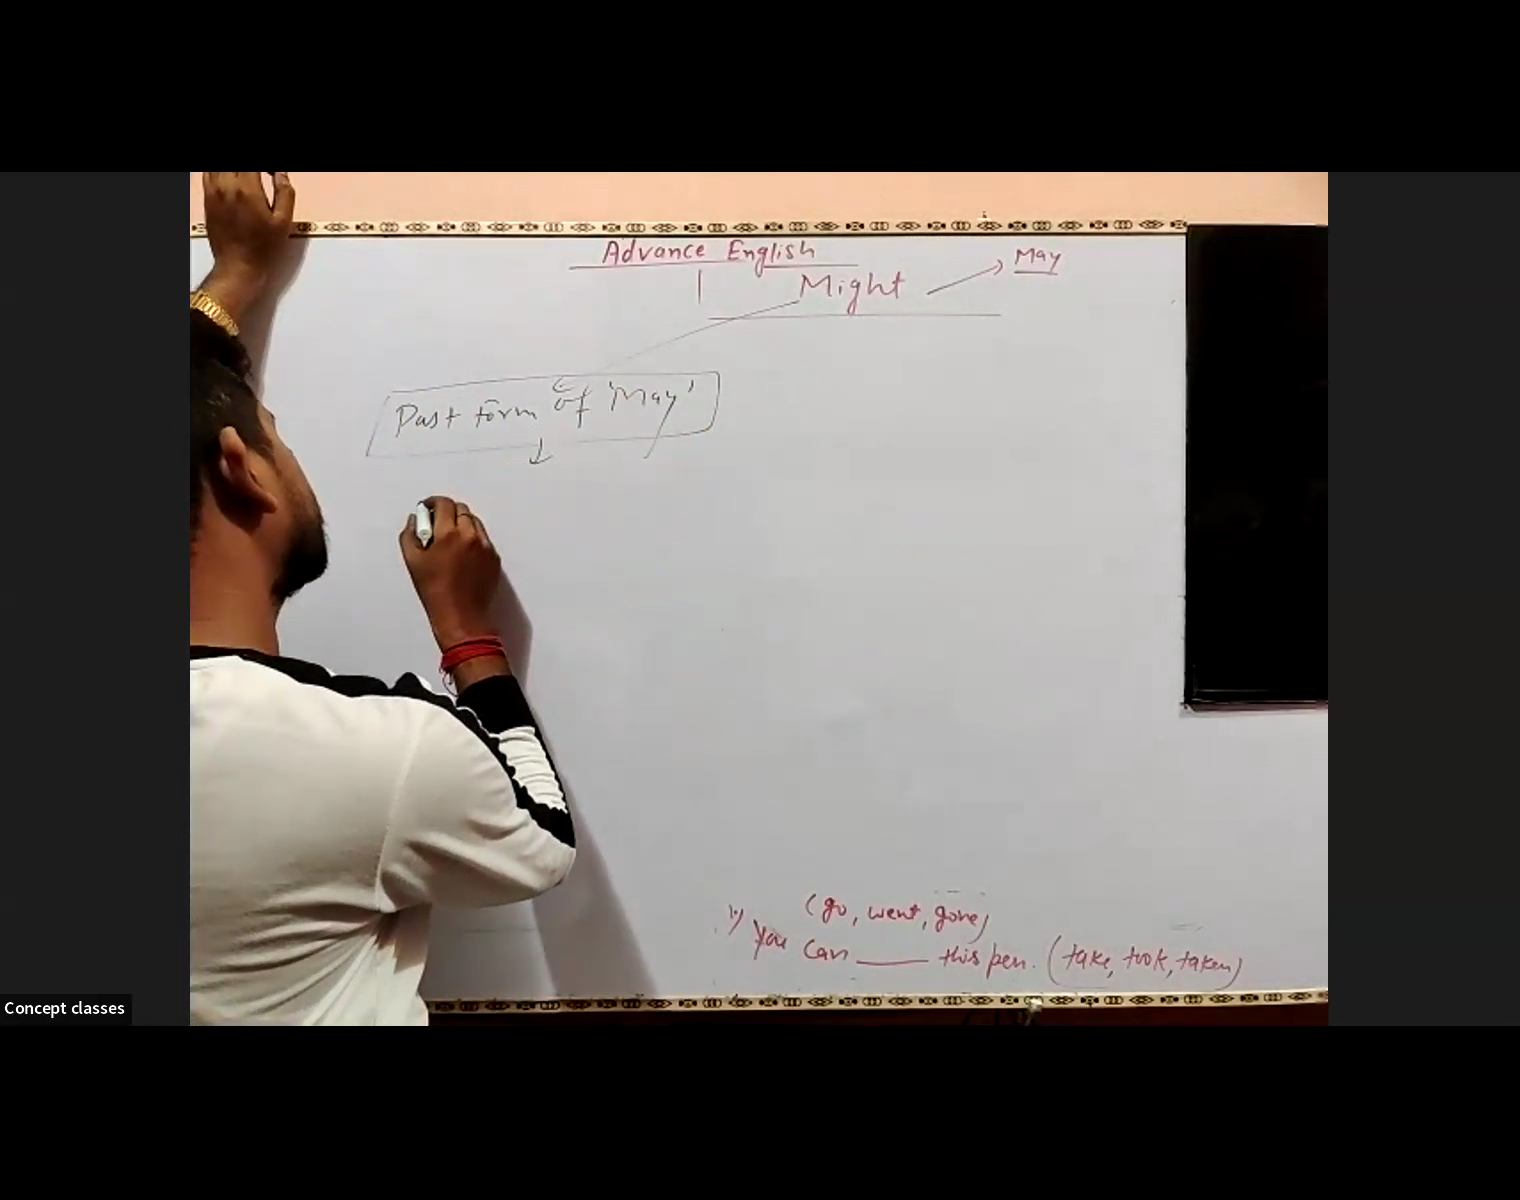 Advance English
Might
May
Past form of 'May'
(go, went, gone)
1) You can ____ this pen. (take, took, taken)
Concept classes